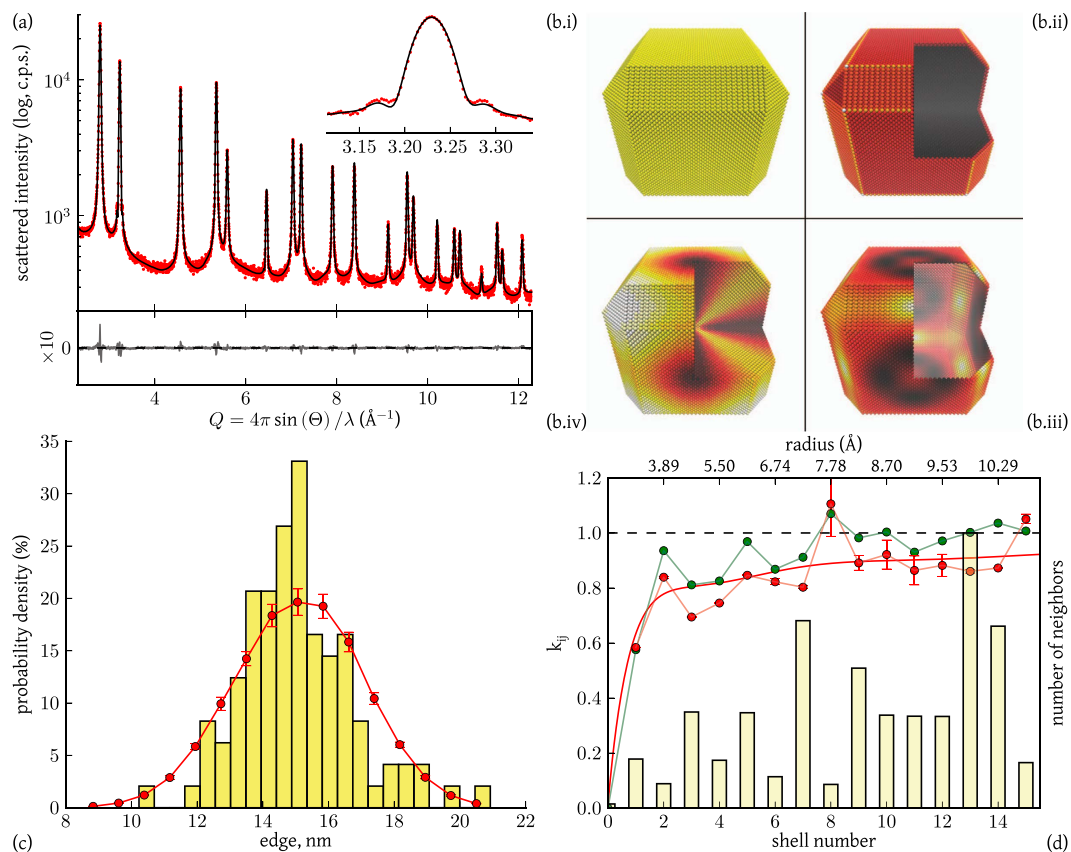 (a)
scattered intensity (log, c.p.s.)
10⁴
10³
3.15 3.20 3.25 3.30
×10
0
4 6 8 10 12
Q = 4π sin (Θ) /λ (Å⁻¹)
(b.i)
(b.ii)
(b.iv)
(b.iii)
probability density (%)
35
30
25
20
15
10
5
0
8 10 12 14 16 18 20 22
edge, nm
(c)
radius (Å)
3.89 5.50 6.74 7.78 8.70 9.53 10.29
kᵢⱼ
1.2
1.0
0.8
0.6
0.4
0.2
0.0
0 2 4 6 8 10 12 14
shell number
number of neighbors
(d)